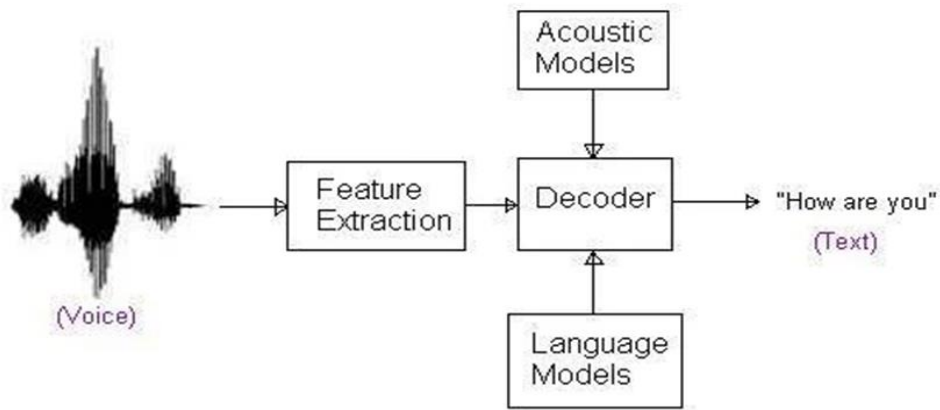 Acoustic
Models
Feature
Extraction
Decoder
"How are you"
(Text)
(Voice)
Language
Models